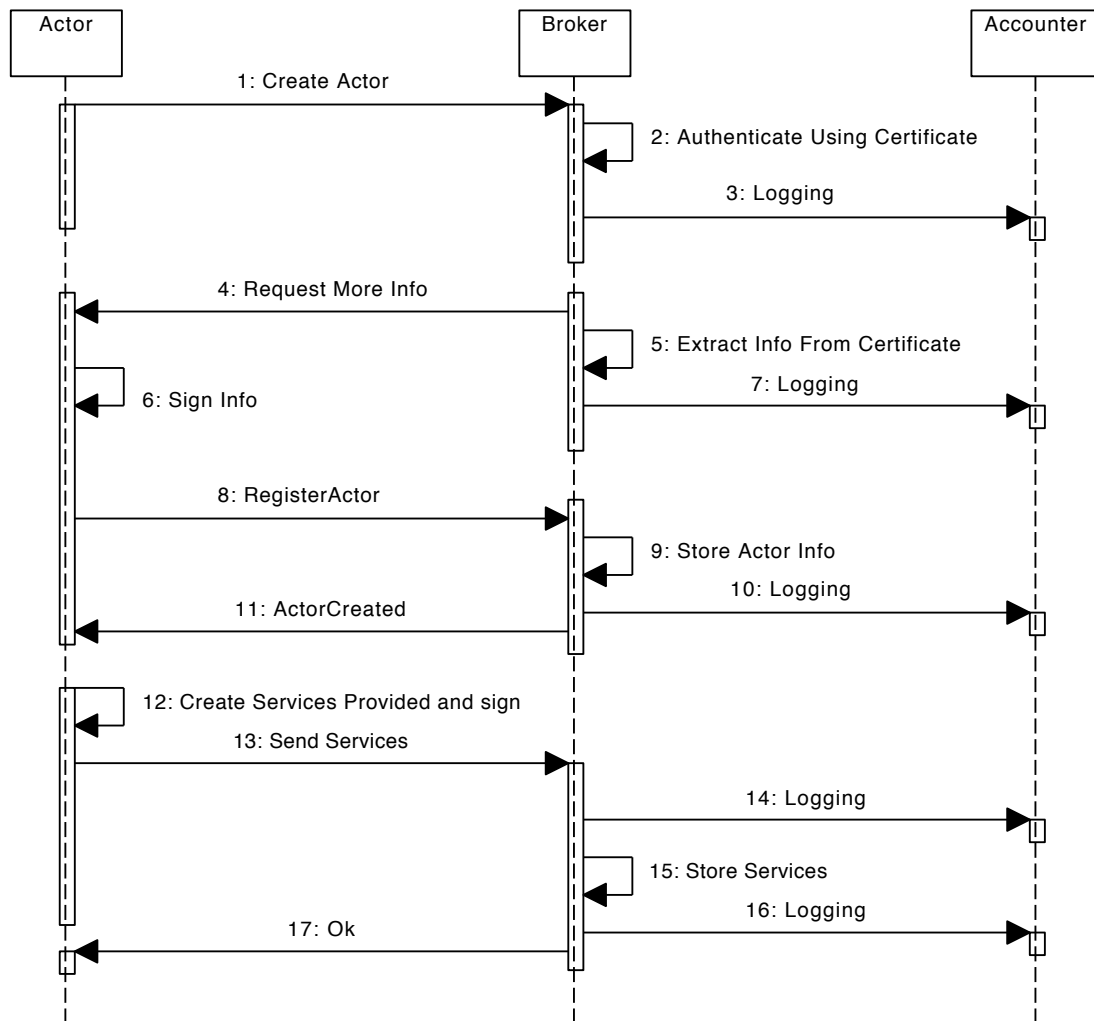 Actor
Broker
Accounter
1: Create Actor
2: Authenticate Using Certificate
3: Logging
4: Request More Info
5: Extract Info From Certificate
7: Logging
6: Sign Info
8: RegisterActor
9: Store Actor Info
10: Logging
11: ActorCreated
12: Create Services Provided and sign
13: Send Services
14: Logging
15: Store Services
16: Logging
17: Ok